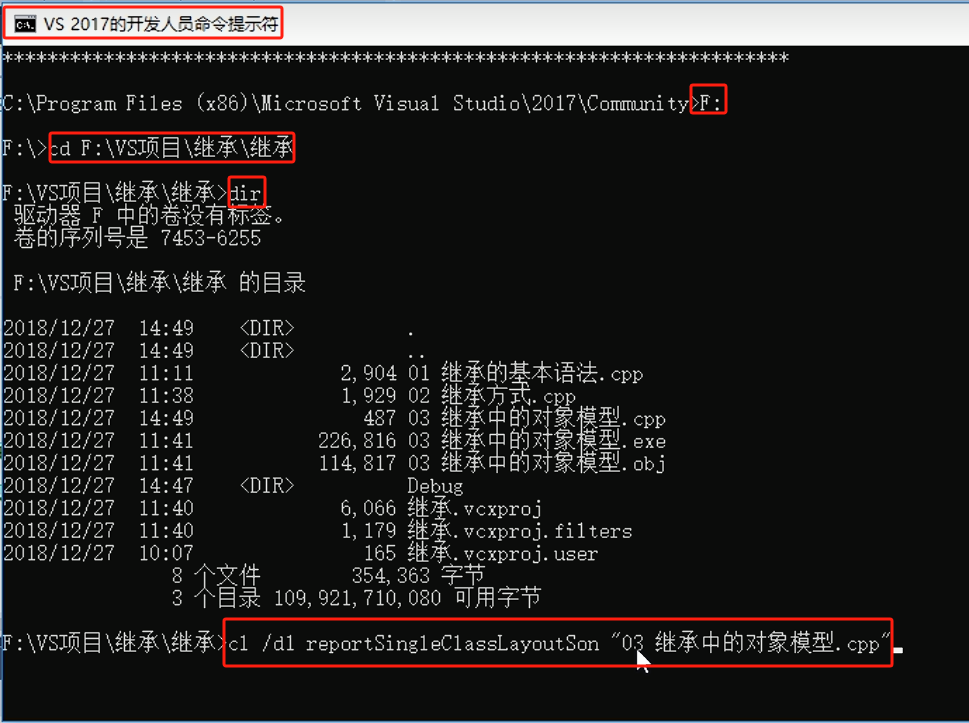 VS 2017的开发人员命令提示符
**********************************************************************
C:\Program Files (x86)\Microsoft Visual Studio\2017\Community>F:
F:\>cd F:\VS项目\继承\继承
F:\VS项目\继承\继承>dir
驱动器 F 中的卷没有标签。
卷的序列号是 7453-6255
F:\VS项目\继承\继承 的目录
2018/12/27 14:49 <DIR> .
2018/12/27 14:49 <DIR> ..
2018/12/27 11:11 2,904 01 继承的基本语法.cpp
2018/12/27 11:38 1,929 02 继承方式.cpp
2018/12/27 14:49 487 03 继承中的对象模型.cpp
2018/12/27 11:41 226,816 03 继承中的对象模型.exe
2018/12/27 11:41 114,817 03 继承中的对象模型.obj
2018/12/27 14:47 <DIR> Debug
2018/12/27 11:40 6,066 继承.vcxproj
2018/12/27 11:40 1,179 继承.vcxproj.filters
2018/12/27 10:07 165 继承.vcxproj.user
8 个文件 354,363 字节
3 个目录 109,921,710,080 可用字节
F:\VS项目\继承\继承>cl /d1 reportSingleClassLayoutSon "03 继承中的对象模型.cpp"